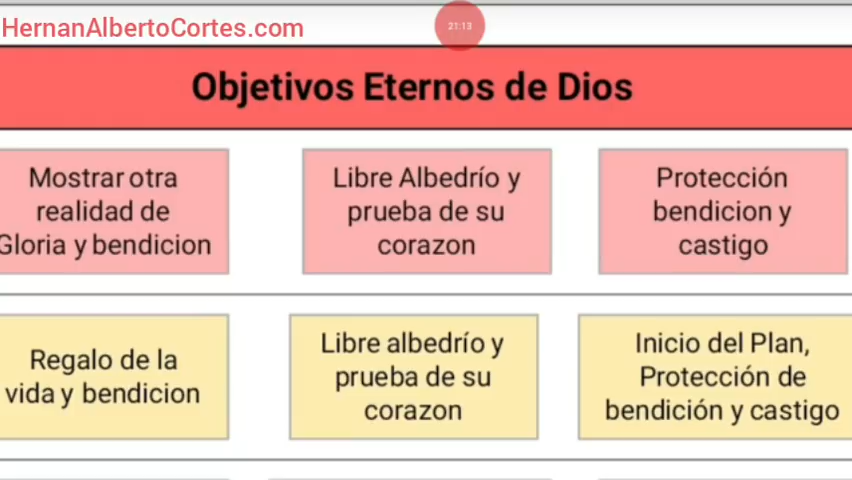 HernanAlbertoCortes.com
21:13
Objetivos Eternos de Dios
Mostrar otra
realidad de
Gloria y bendicion
Libre Albedrío y
prueba de su
corazon
Protección
bendicion y
castigo
Regalo de la
vida y bendicion
Libre albedrío y
prueba de su
corazon
Inicio del Plan,
Protección de
bendición y castigo